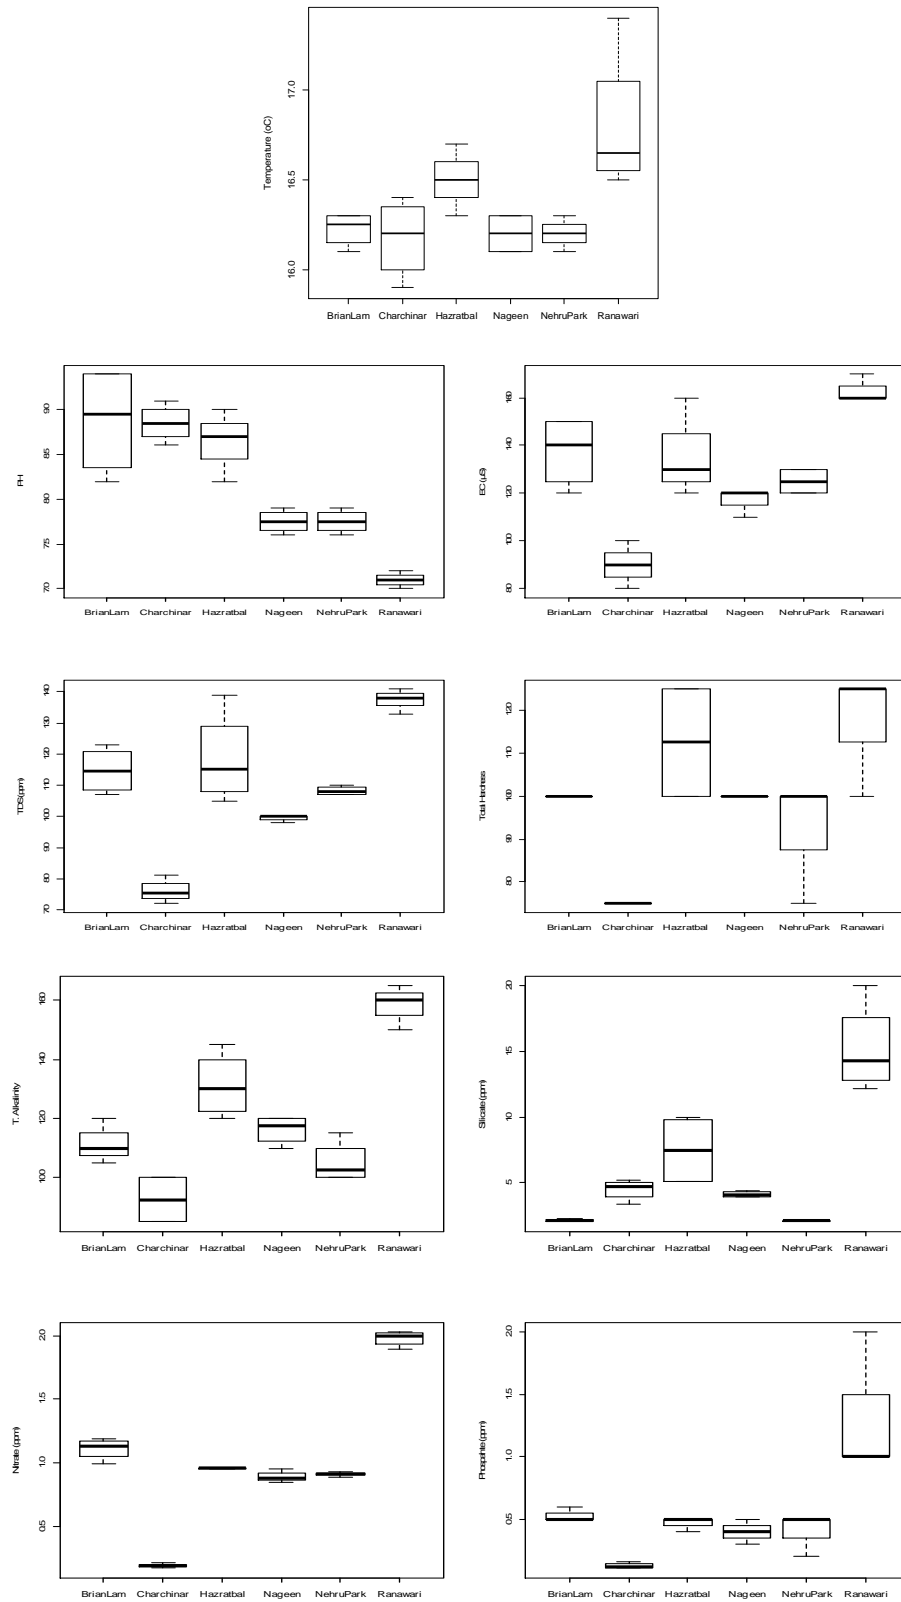 Temperature (oC)
17.0
16.5
16.0
BrianLam Charchinar Hazratbal Nageen NehruPark Ranawari
PH
90
85
80
75
70
BrianLam Charchinar Hazratbal Nageen NehruPark Ranawari
EC (µS)
160
140
120
100
80
BrianLam Charchinar Hazratbal Nageen NehruPark Ranawari
TDS(ppm)
140
130
120
110
100
90
80
70
BrianLam Charchinar Hazratbal Nageen NehruPark Ranawari
Total Hardness
120
110
100
90
80
BrianLam Charchinar Hazratbal Nageen NehruPark Ranawari
T. Alkalinity
160
140
120
100
BrianLam Charchinar Hazratbal Nageen NehruPark Ranawari
Silicate (ppm)
20
15
10
5
BrianLam Charchinar Hazratbal Nageen NehruPark Ranawari
Nitrate (ppm)
2.0
1.5
1.0
0.5
BrianLam Charchinar Hazratbal Nageen NehruPark Ranawari
Phospahte (ppm)
2.0
1.5
1.0
0.5
BrianLam Charchinar Hazratbal Nageen NehruPark Ranawari